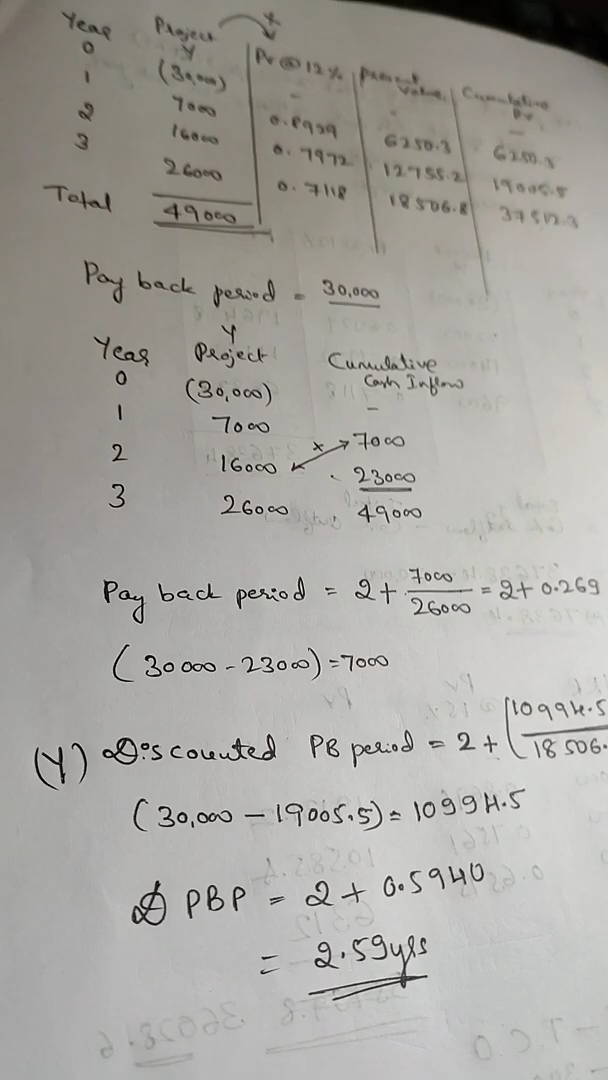 Year Project Y PV @ 12% Present Value Cumulative PV
0 (30,000) - -
1 7000 0.8929 6250.3 6250.3
2 16000 0.7972 12755.2 19005.5
3 26000 0.7118 18506.8 37512.3
Total 49000
Pay back period = 30,000
Year Y Project Cumulative Cash Inflow
0 (30,000) -
1 7000 7000
2 16000 x 23000
3 26000 49000
Pay back period = 2 + 7000/26000 = 2 + 0.269
(30000 - 23000) = 7000
(Y) Discounted PB period = 2 + (10994.5/18506.
(30,000 - 19005.5) = 10994.5
D PBP = 2 + 0.5940
= 2.59yrs